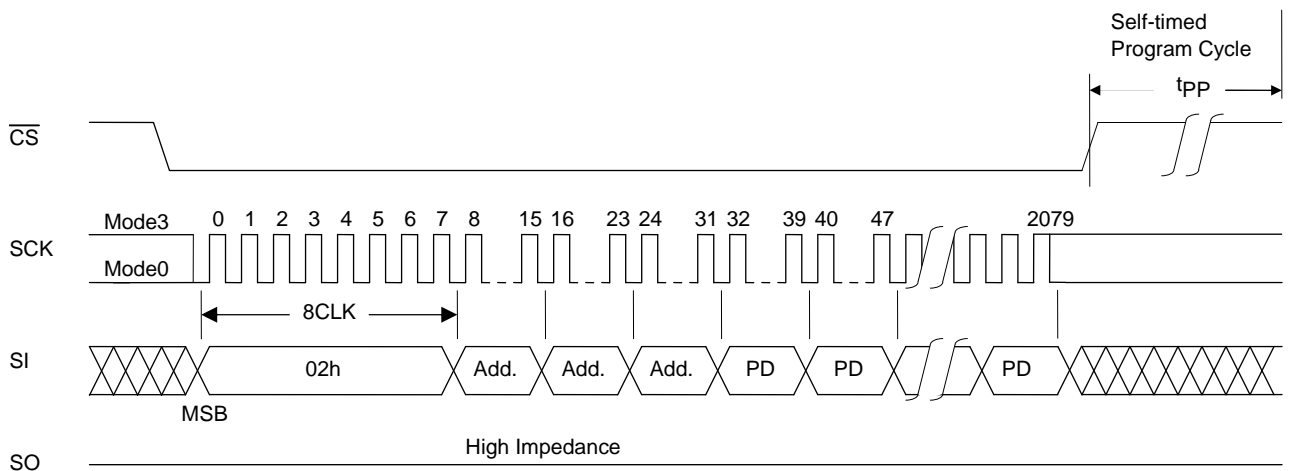 Self-timed
Program Cycle
tPP
CS
Mode3 0 1 2 3 4 5 6 7 8 15 16 23 24 31 32 39 40 47 2079
SCK
Mode0
8CLK
SI 02h Add. Add. Add. PD PD PD
MSB
High Impedance
SO